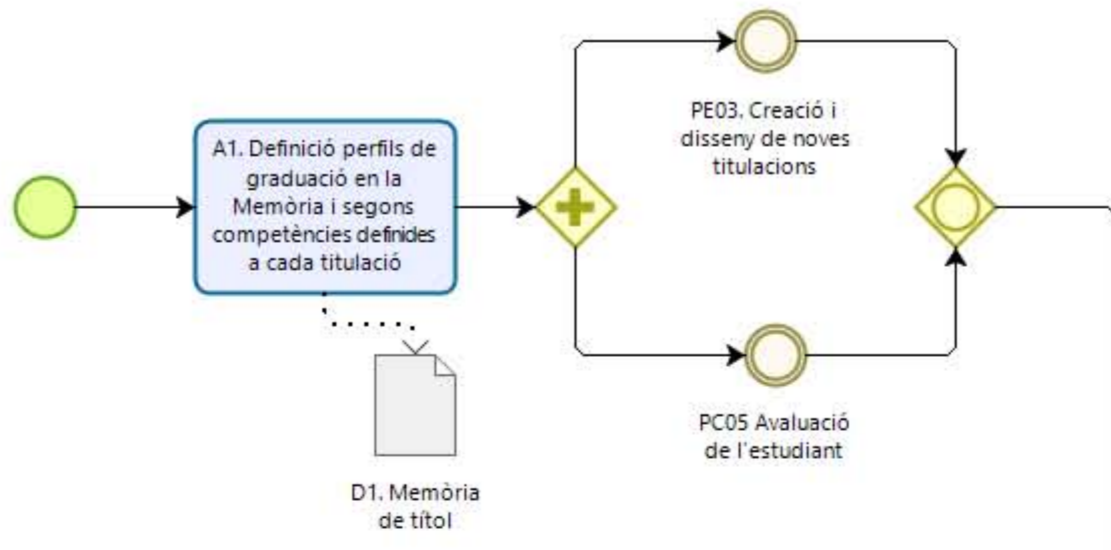 A1. Definició perfils de
graduació en la
Memòria i segons
competències definides
a cada titulació
PE03. Creació i
disseny de noves
titulacions
PC05 Avaluació
de l'estudiant
D1. Memòria
de títol